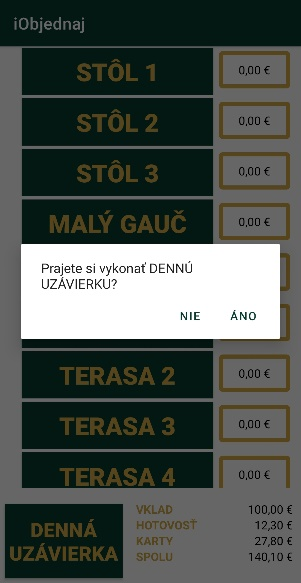 iObjednaj
STÔL 1 0,00 €
STÔL 2 0,00 €
STÔL 3 0,00 €
MALÝ GAUČ 0,00 €
Prajete si vykonať DENNÚ
UZÁVIERKU?
NIE ÁNO
TERASA 2 0,00 €
TERASA 3 0,00 €
TERASA 4 0,00 €
DENNÁ
UZÁVIERKA
VKLAD 100,00 €
HOTOVOSŤ 12,30 €
KARTY 27,80 €
SPOLU 140,10 €